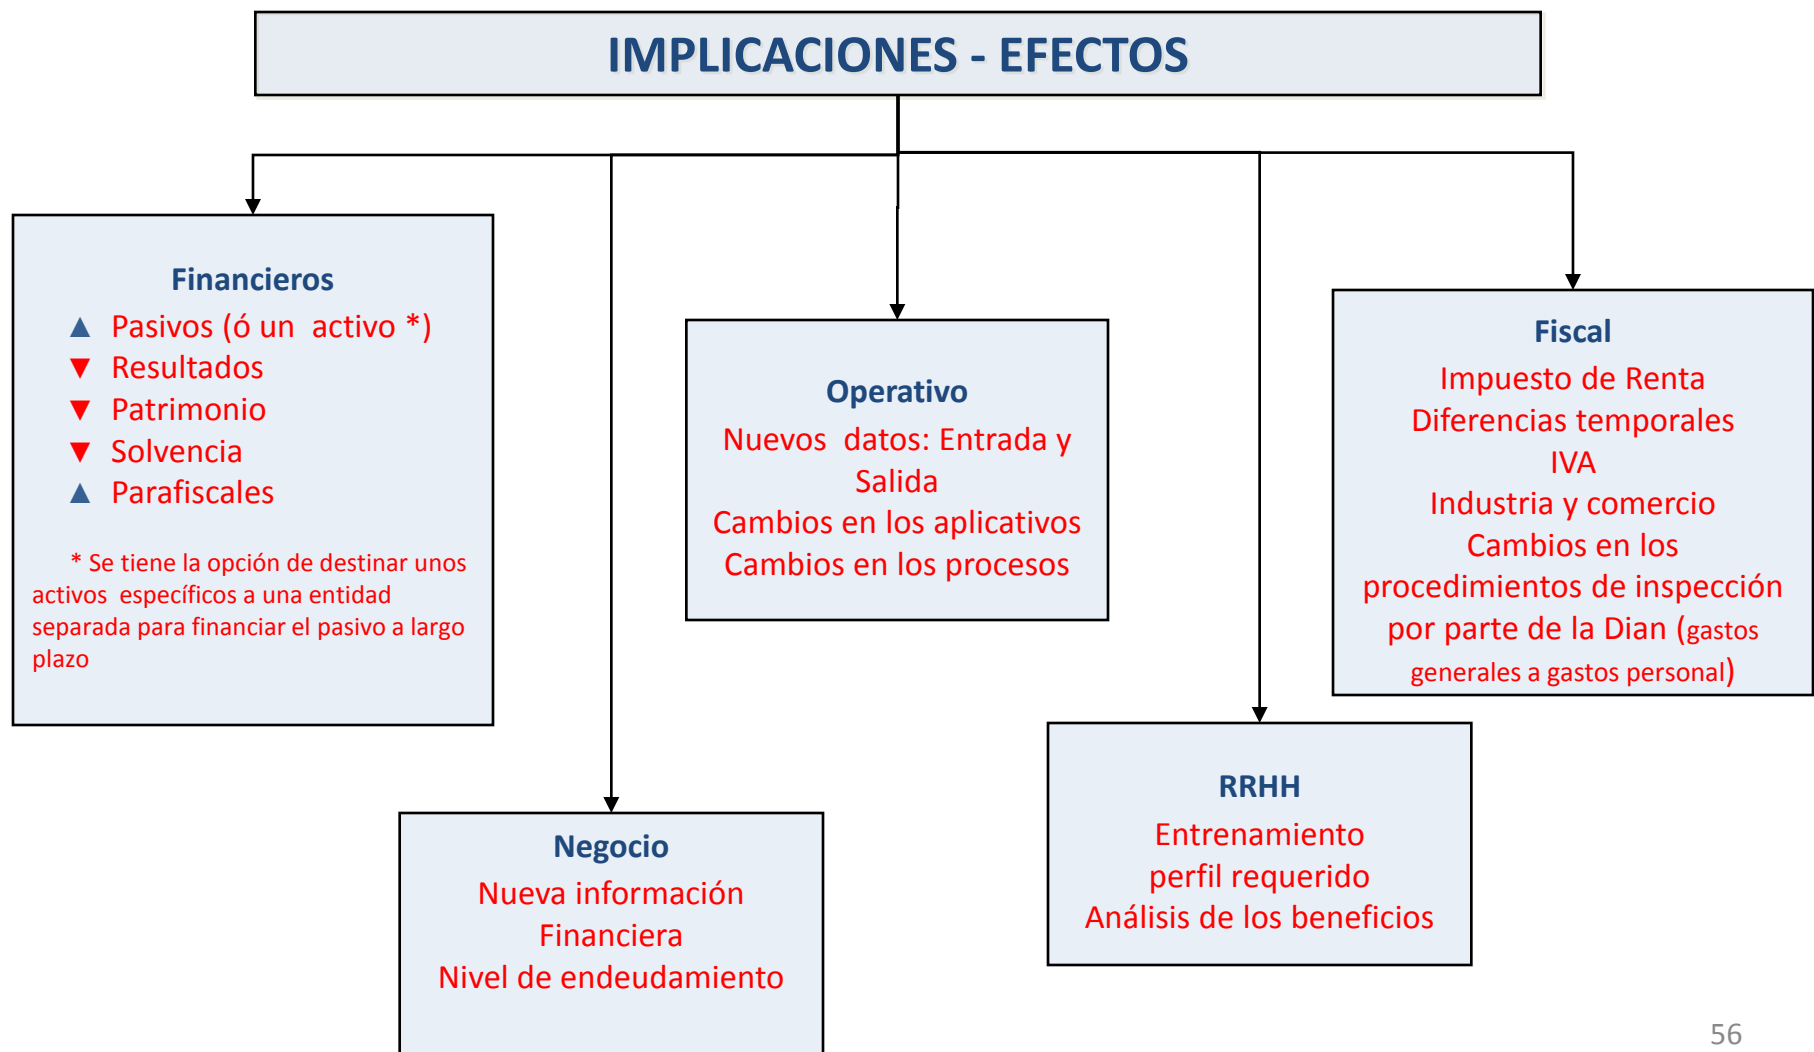 IMPLICACIONES - EFECTOS
Financieros
▲ Pasivos (ó un activo *)
▼ Resultados
▼ Patrimonio
▼ Solvencia
▲ Parafiscales
* Se tiene la opción de destinar unos
activos específicos a una entidad
separada para financiar el pasivo a largo
plazo
Negocio
Nueva información
Financiera
Nivel de endeudamiento
Operativo
Nuevos datos: Entrada y
Salida
Cambios en los aplicativos
Cambios en los procesos
RRHH
Entrenamiento
perfil requerido
Análisis de los beneficios
Fiscal
Impuesto de Renta
Diferencias temporales
IVA
Industria y comercio
Cambios en los
procedimientos de inspección
por parte de la Dian (gastos
generales a gastos personal)
56